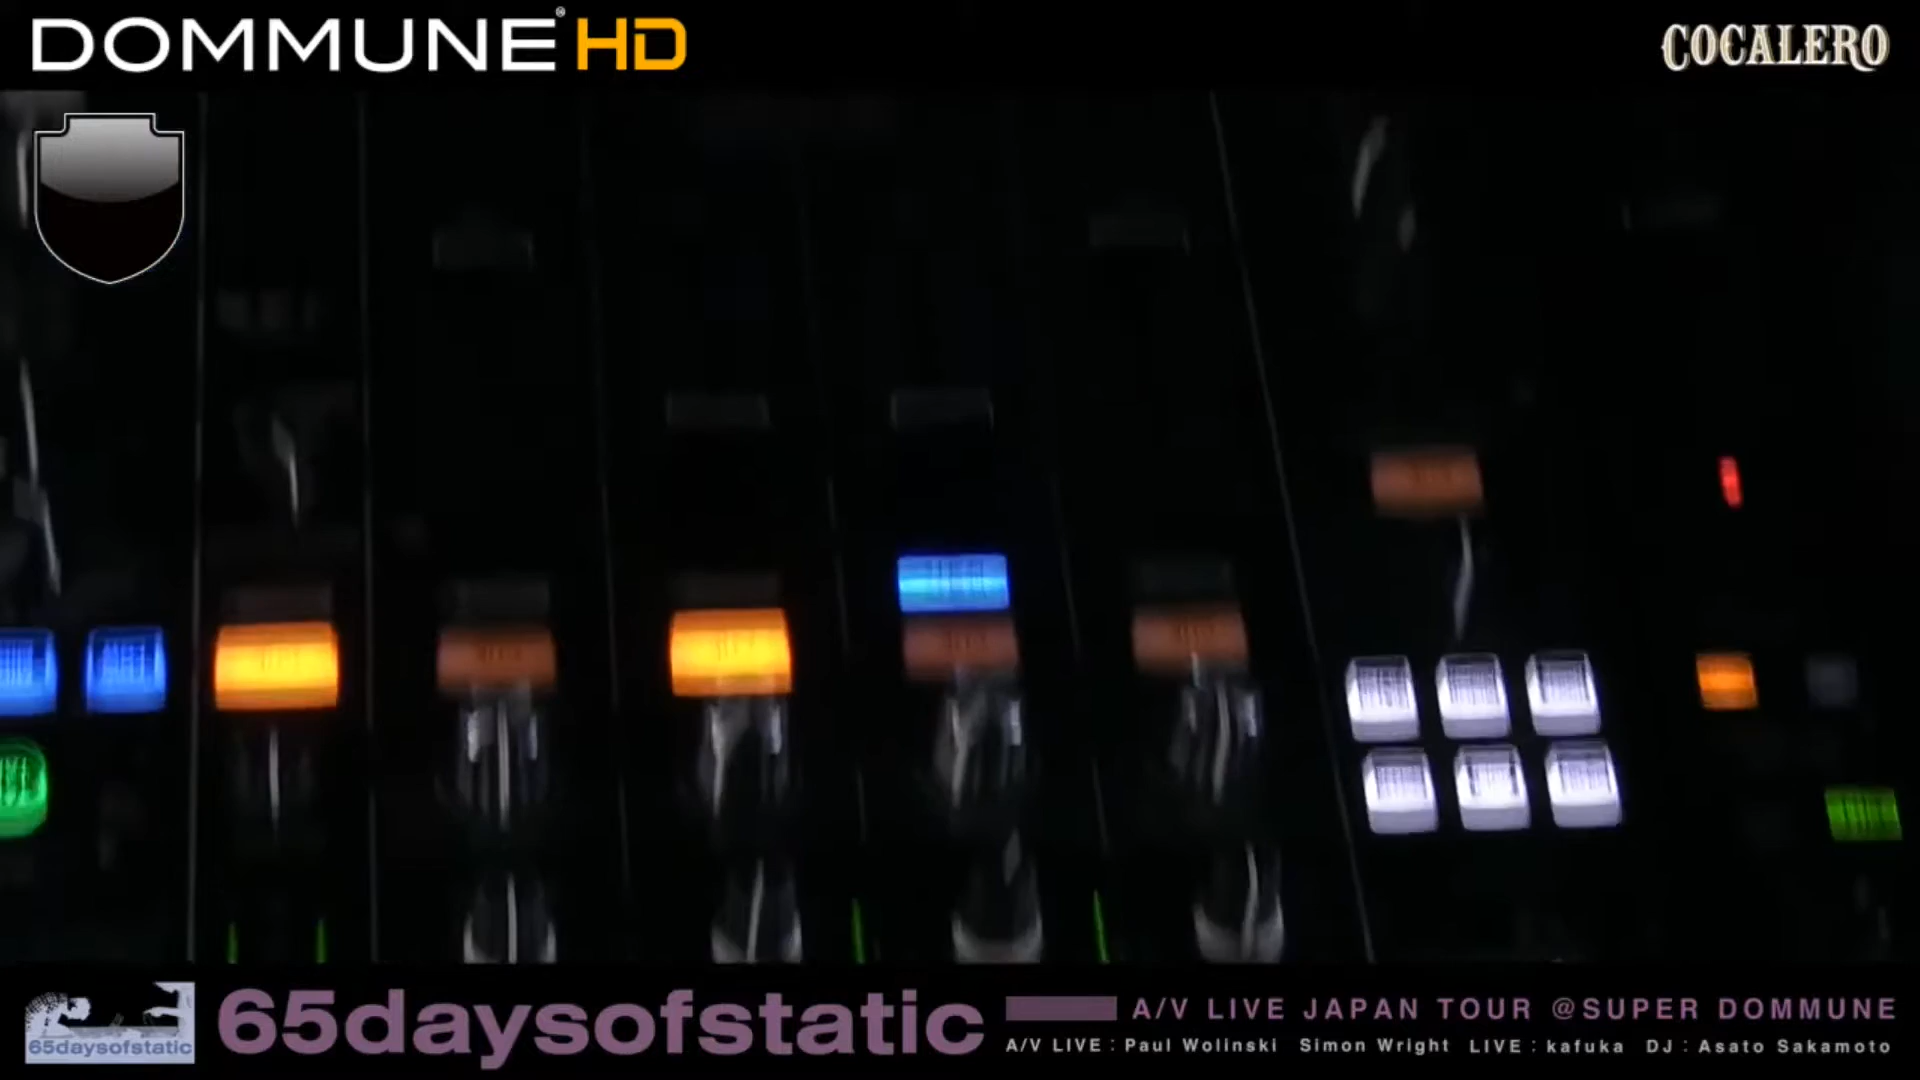 DOMMUNE® HD
COCALERO
65daysofstatic
65daysofstatic
A/V LIVE JAPAN TOUR @SUPER DOMMUNE
A/V LIVE : Paul Wolinski Simon Wright LIVE : kafuka DJ : Asato Sakamoto